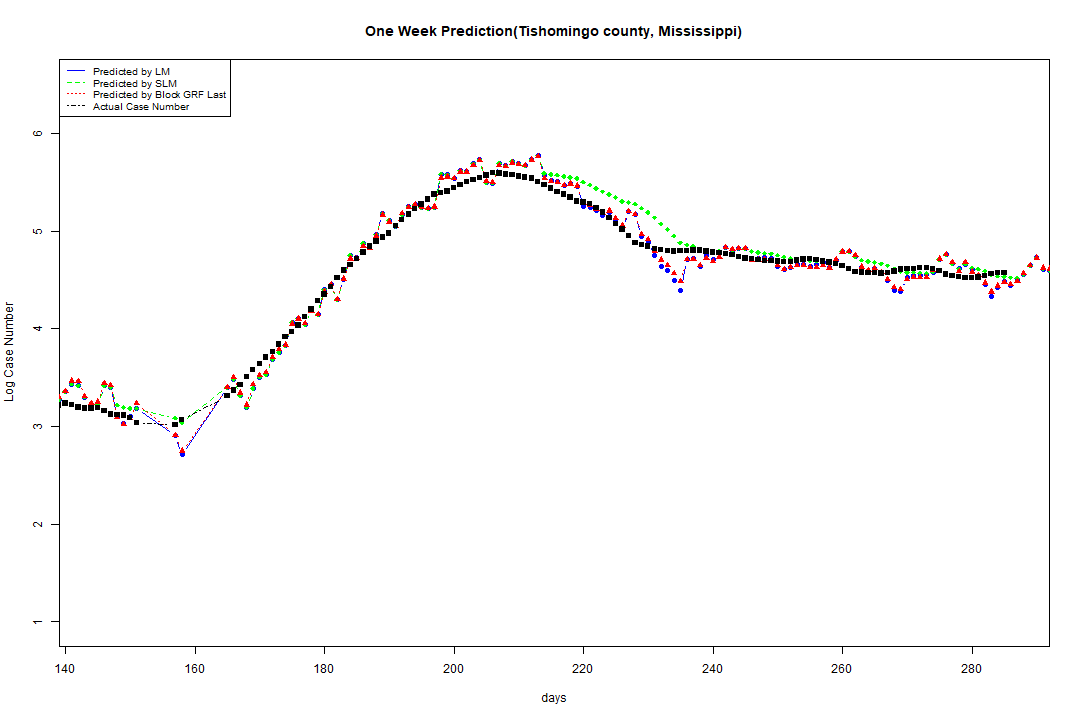 One Week Prediction(Tishomingo county, Mississippi)
Predicted by LM
Predicted by SLM
Predicted by Block GRF Last
Actual Case Number
Log Case Number
6
5
4
3
2
1
140 160 180 200 220 240 260 280
days